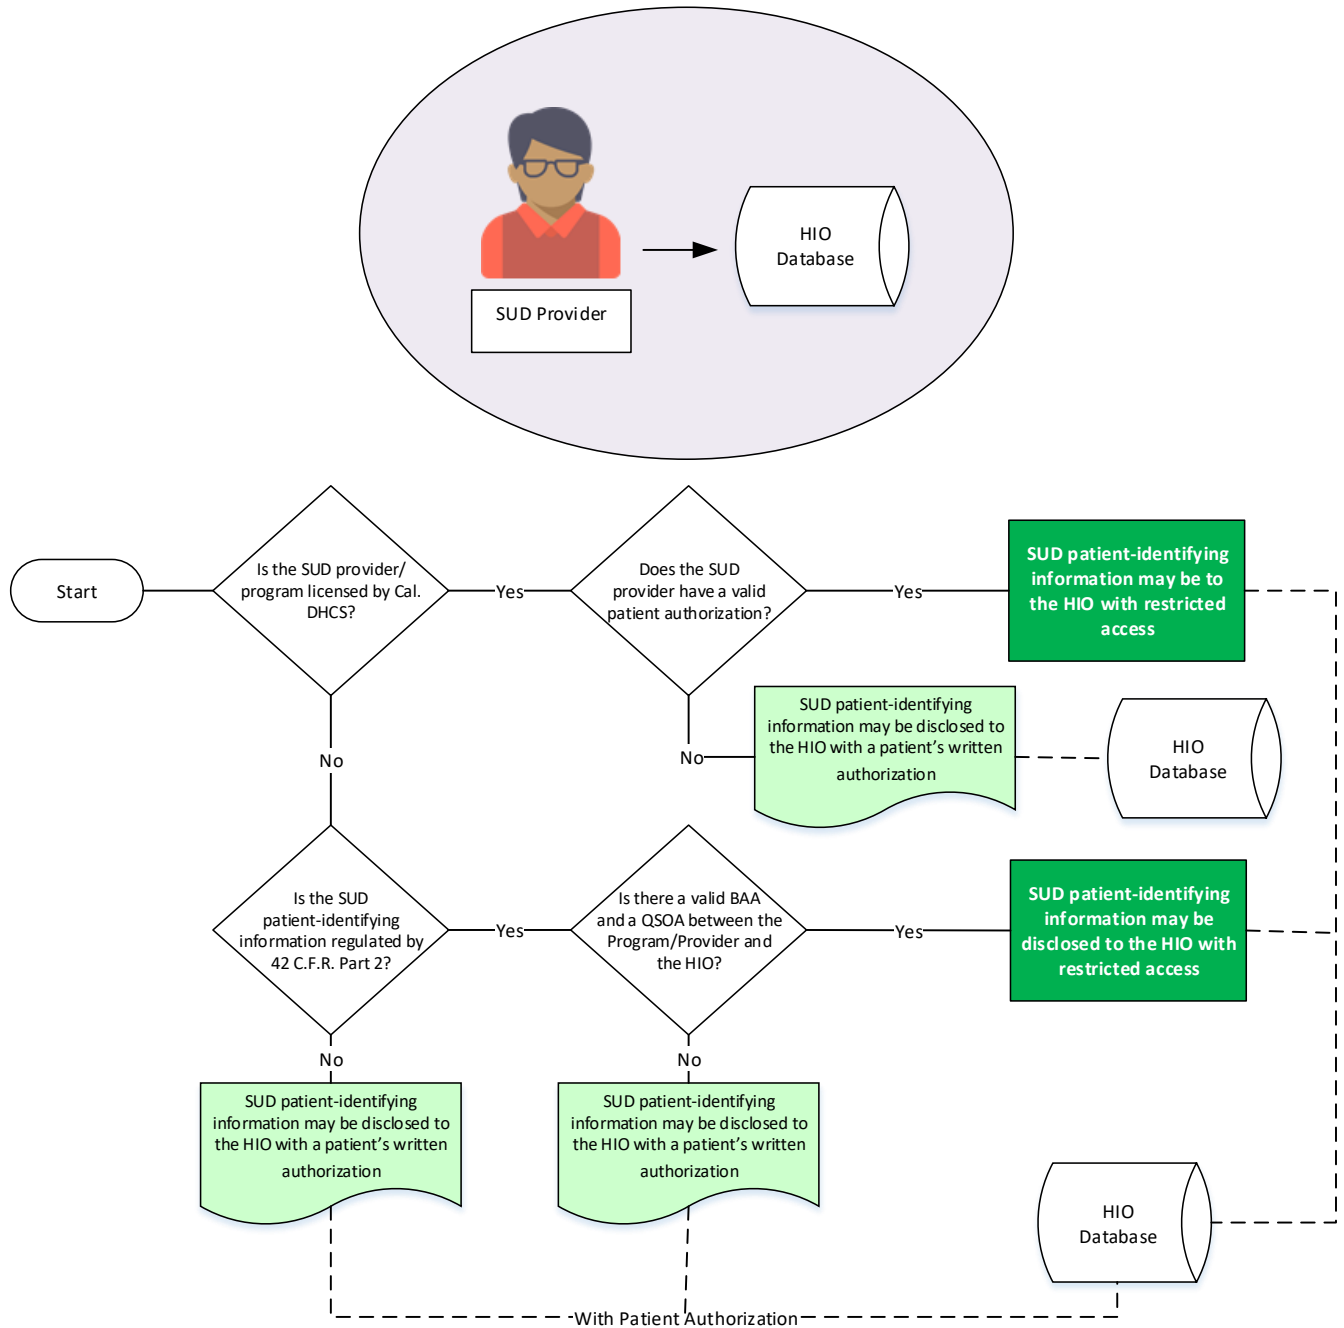 HIO
Database
SUD Provider
Start
Is the SUD provider/
program licensed by Cal.
DHCS?
Yes
Does the SUD
provider have a valid
patient authorization?
Yes
SUD patient-identifying
information may be to
the HIO with restricted
access
No
No
SUD patient-identifying
information may be disclosed to
the HIO with a patient’s written
authorization
HIO
Database
Is the SUD
patient-identifying
information regulated by
42 C.F.R. Part 2?
Yes
Is there a valid BAA
and a QSOA between the
Program/Provider and
the HIO?
Yes
SUD patient-identifying
information may be
disclosed to the HIO with
restricted access
No
No
SUD patient-identifying
information may be disclosed to
the HIO with a patient’s written
authorization
SUD patient-identifying
information may be disclosed to
the HIO with a patient’s written
authorization
HIO
Database
With Patient Authorization